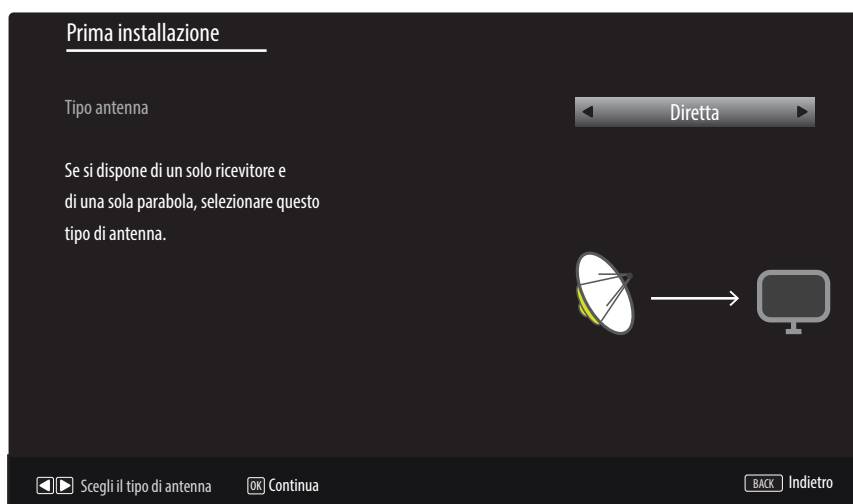 Prima installazione
Tipo antenna
Diretta
Se si dispone di un solo ricevitore e
di una sola parabola, selezionare questo
tipo di antenna.
Scegli il tipo di antenna
OK Continua
BACK Indietro